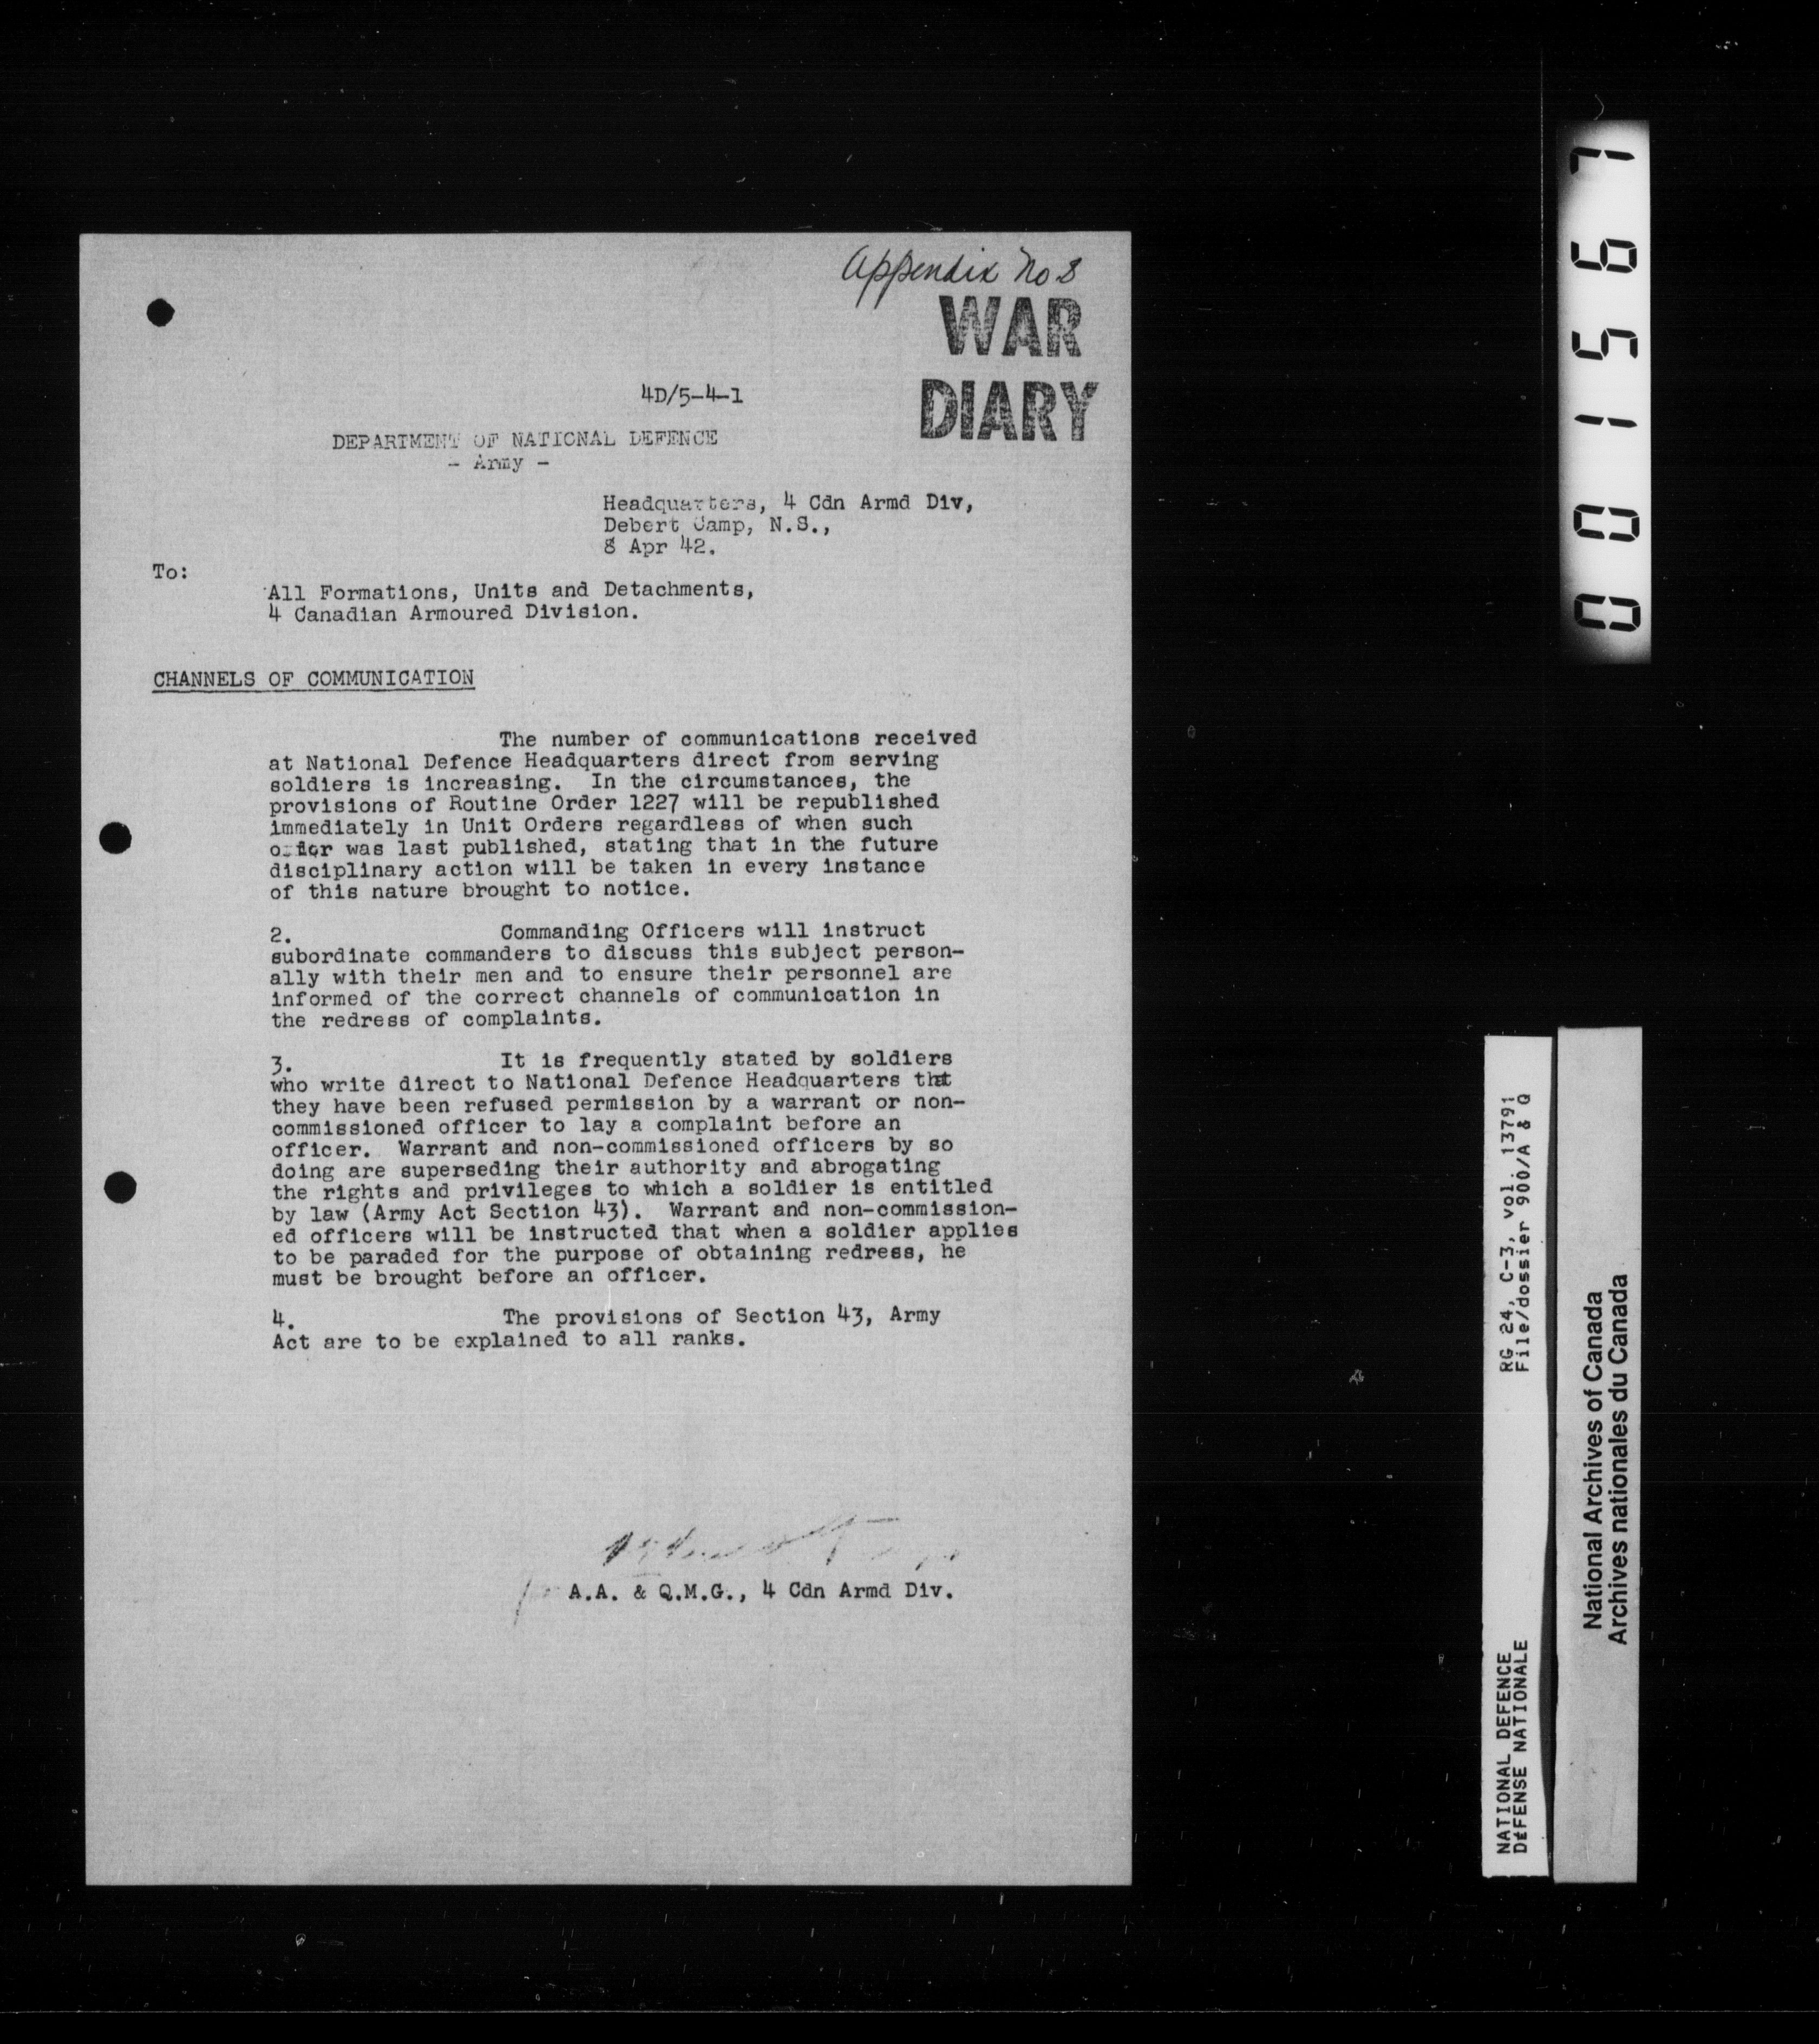 Appendix No 8
WAR
DIARY
4D/5-4-1
DEPARTMENT OF NATIONAL DEFENCE
- Army -
Headquarters, 4 Cdn Armd Div,
Debert Camp, N.S.,
8 Apr 42.
To:
All Formations, Units and Detachments,
4 Canadian Armoured Division.
CHANNELS OF COMMUNICATION
The number of communications received
at National Defence Headquarters direct from serving
soldiers is increasing. In the circumstances, the
provisions of Routine Order 1227 will be republished
immediately in Unit Orders regardless of when such
order was last published, stating that in the future
disciplinary action will be taken in every instance
of this nature brought to notice.
2. Commanding Officers will instruct
subordinate commanders to discuss this subject person-
ally with their men and to ensure their personnel are
informed of the correct channels of communication in
the redress of complaints.
3. It is frequently stated by soldiers
who write direct to National Defence Headquarters that
they have been refused permission by a warrant or non-
commissioned officer to lay a complaint before an
officer. Warrant and non-commissioned officers by so
doing are superseding their authority and abrogating
the rights and privileges to which a soldier is entitled
by law (Army Act Section 43). Warrant and non-commission-
ed officers will be instructed that when a soldier applies
to be paraded for the purpose of obtaining redress, he
must be brought before an officer.
4. The provisions of Section 43, Army
Act are to be explained to all ranks.
A.A. & Q.M.G., 4 Cdn Armd Div.
001567
RG 24, C-3, vol. 13791
File/dossier 900/A & Q
NATIONAL DEFENCE
DÉFENSE NATIONALE
National Archives of Canada
Archives nationales du Canada